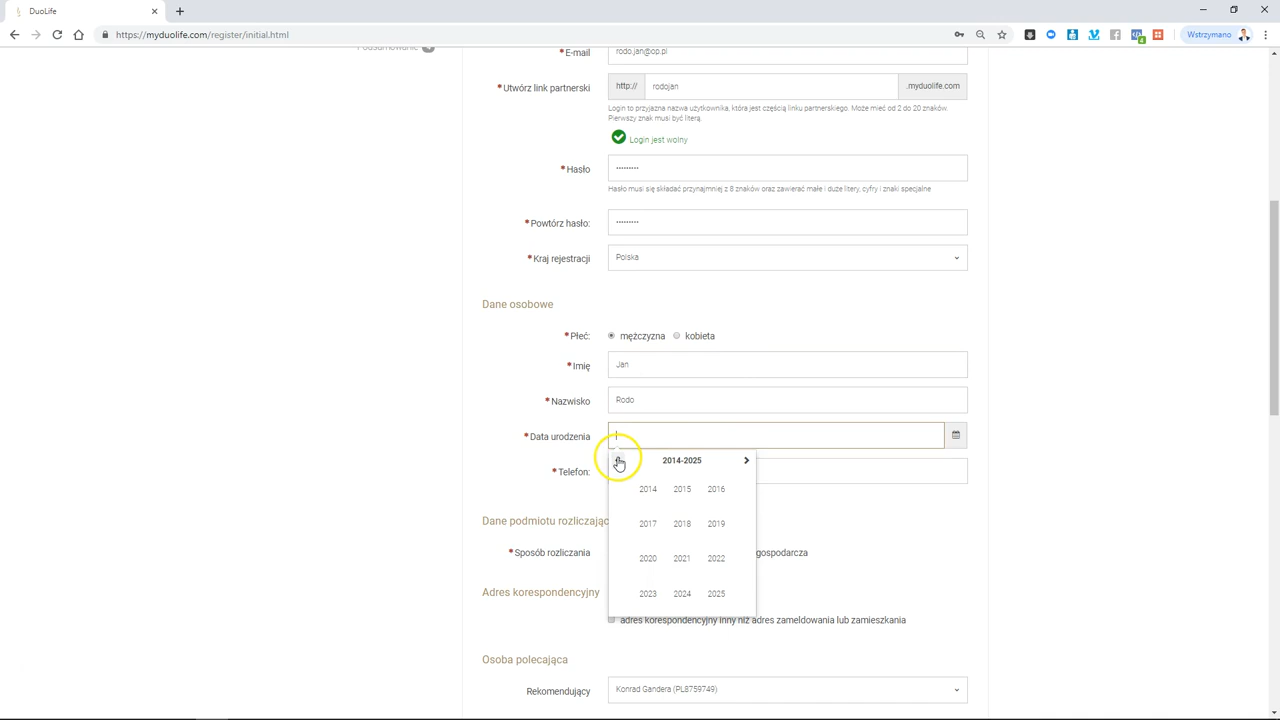 DuoLife
https://myduolife.com/register/initial.html
Wstrzymano
4
Podsumowanie
*E-mail
rodo.jan@op.pl
*Utwórz link partnerski
http://
rodojan
.myduolife.com
Login to przyjazna nazwa użytkownika, która jest częścią linku partnerskiego. Może mieć od 2 do 20 znaków.
Pierwszy znak musi być literą.
Login jest wolny
*Hasło
•••••••••
Hasło musi się składać przynajmniej z 8 znaków oraz zawierać małe i duże litery, cyfry i znaki specjalne
*Powtórz hasło:
•••••••••
*Kraj rejestracji
Polska
Dane osobowe
*Płeć:
mężczyzna
kobieta
*Imię
Jan
*Nazwisko
Rodo
*Data urodzenia
2014-2025
*Telefon:
2014 2015 2016
Dane podmiotu rozliczając
2017 2018 2019
*Sposób rozliczania
gospodarcza
2020 2021 2022
Adres korespondencyjny
2023 2024 2025
adres korespondencyjny inny niż adres zameldowania lub zamieszkania
Osoba polecająca
Rekomendujący
Konrad Gandera (PL8759749)